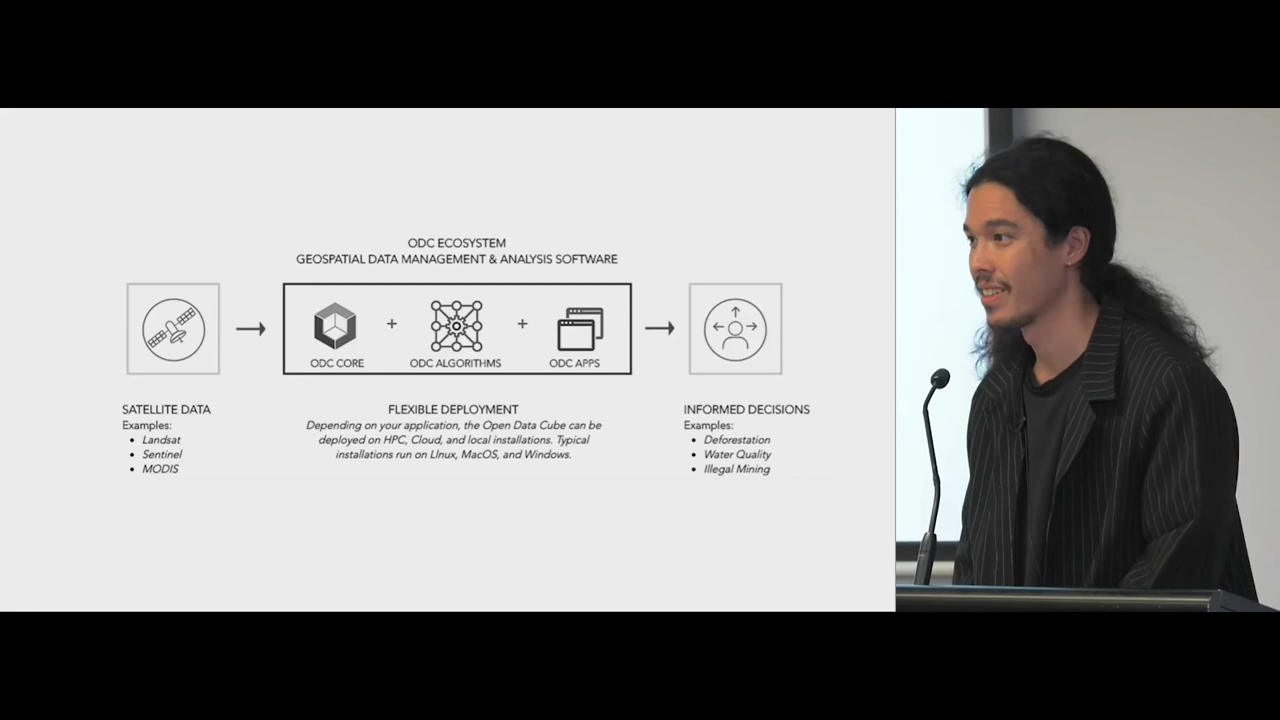 ODC ECOSYSTEM
GEOSPATIAL DATA MANAGEMENT & ANALYSIS SOFTWARE
ODC CORE
+
ODC ALGORITHMS
+
ODC APPS
SATELLITE DATA
Examples:
• Landsat
• Sentinel
• MODIS
FLEXIBLE DEPLOYMENT
Depending on your application, the Open Data Cube can be
deployed on HPC, Cloud, and local installations. Typical
installations run on LInux, MacOS, and Windows.
INFORMED DECISIONS
Examples:
• Deforestation
• Water Quality
• Illegal Mining